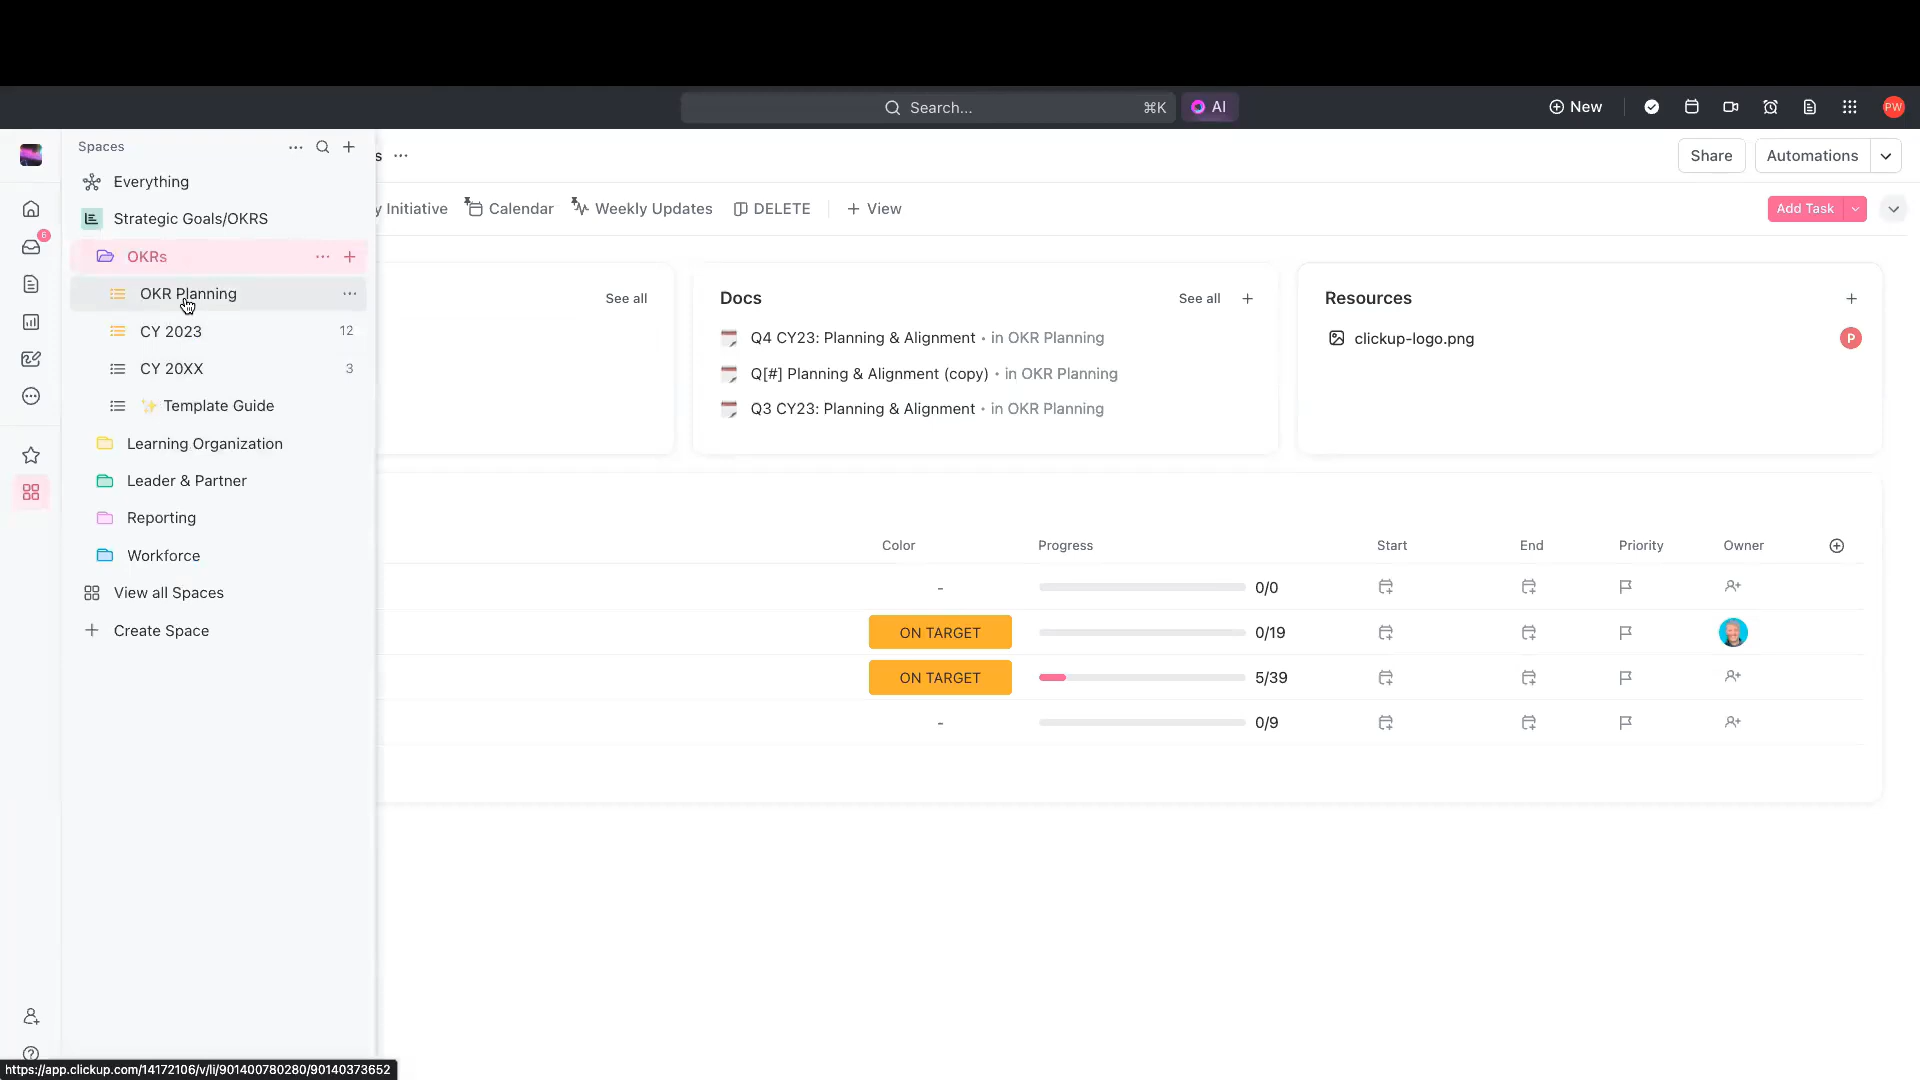 Search...
⌘K
AI
New
PW
Spaces
s
Share
Automations
Everything
Strategic Goals/OKRS
OKRs
OKR Planning
CY 2023
12
CY 20XX
3
✨ Template Guide
Learning Organization
Leader & Partner
Reporting
Workforce
View all Spaces
Create Space
6
y Initiative
Calendar
Weekly Updates
DELETE
+ View
Add Task
See all
Docs
See all
Q4 CY23: Planning & Alignment • in OKR Planning
Q[#] Planning & Alignment (copy) • in OKR Planning
Q3 CY23: Planning & Alignment • in OKR Planning
Resources
clickup-logo.png
P
Color
Progress
Start
End
Priority
Owner
-
0/0
ON TARGET
0/19
ON TARGET
5/39
-
0/9
https://app.clickup.com/14172106/v/li/901400780280/90140373652